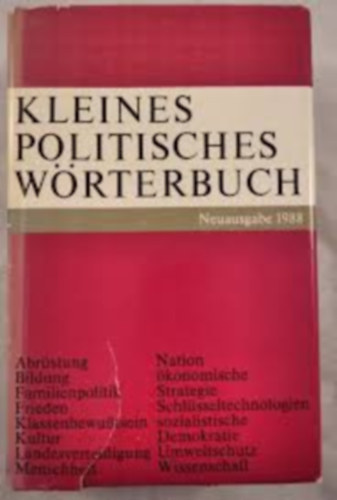 KLEINES
POLITISCHES
WÖRTERBUCH
Neuausgabe 1988
Abrüstung
Bildung
Familienpolitik
Frieden
Klassenbewußtsein
Kultur
Landesverteidigung
Menschheit
Nation
ökonomische
Strategie
Schlüsseltechnologien
sozialistische
Demokratie
Umweltschutz
Wissenschaft